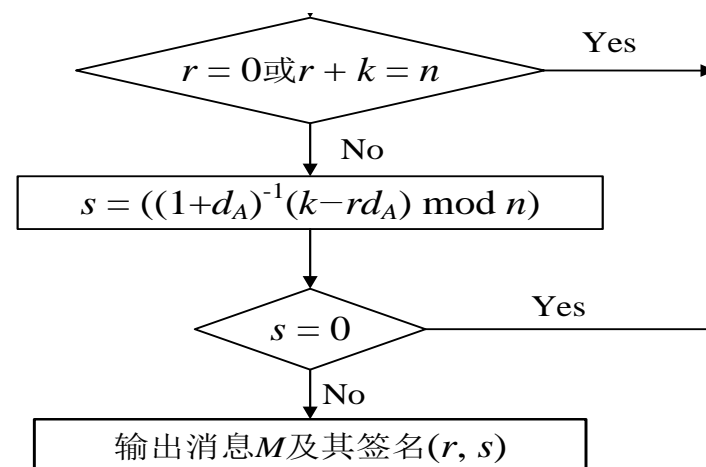 Yes
r = 0或r + k = n
No
s = ((1+d_A)^-1(k−rd_A) mod n)
Yes
s = 0
No
输出消息M及其签名(r, s)